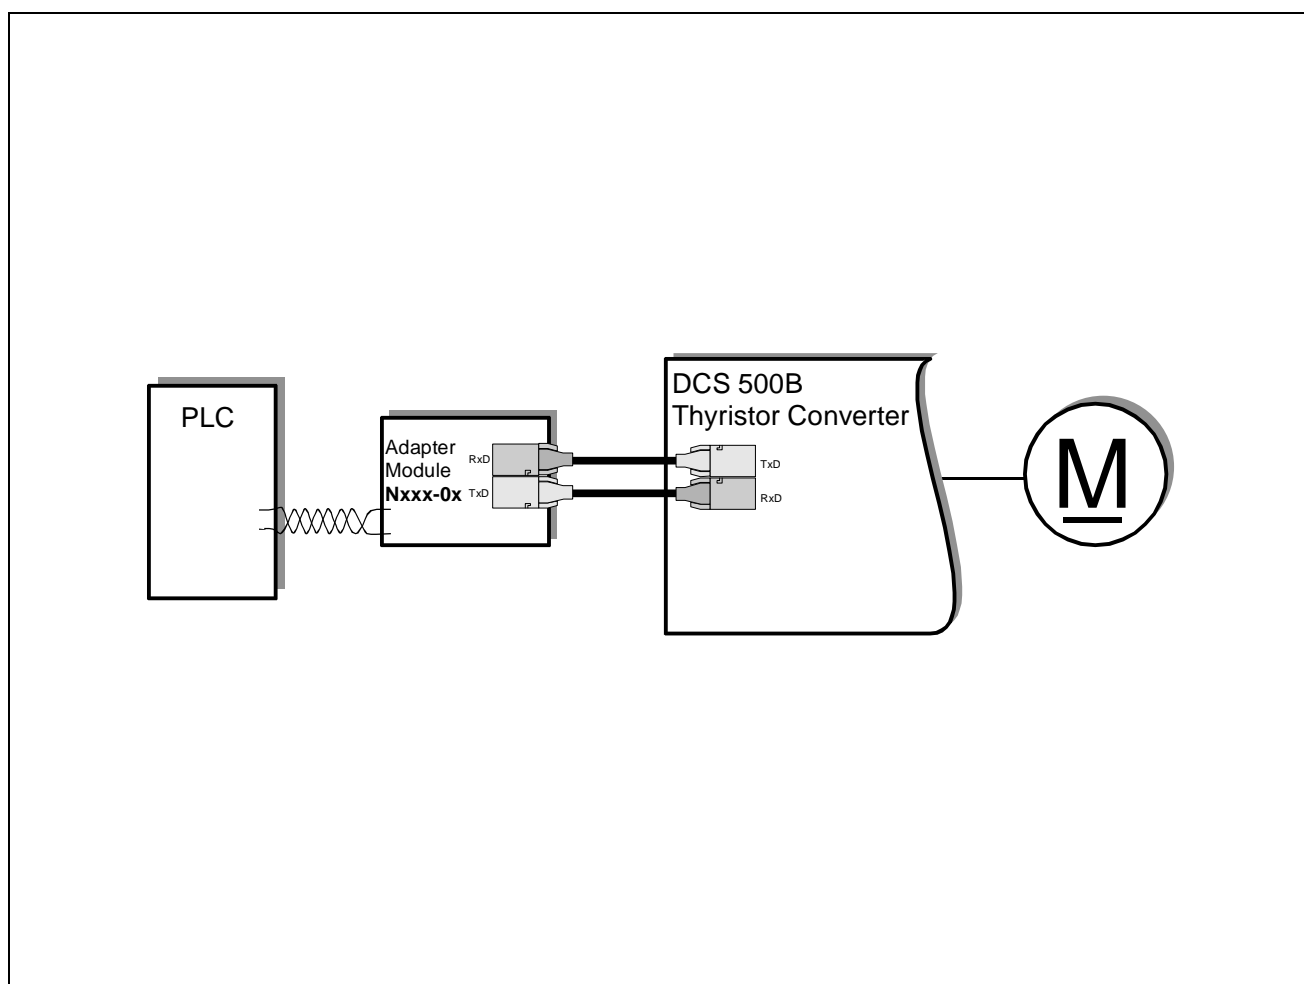 PLC
Adapter
Module
Nxxx-0x
RxD
TxD
DCS 500B
Thyristor Converter
TxD
RxD
M